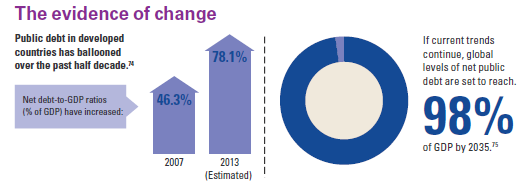 The evidence of change
Public debt in developed
countries has ballooned
over the past half decade.⁷⁴
Net debt-to-GDP ratios
(% of GDP) have increased:
46.3%
78.1%
2007
2013
(Estimated)
If current trends
continue, global
levels of net public
debt are set to reach.
98%
of GDP by 2035.⁷⁵